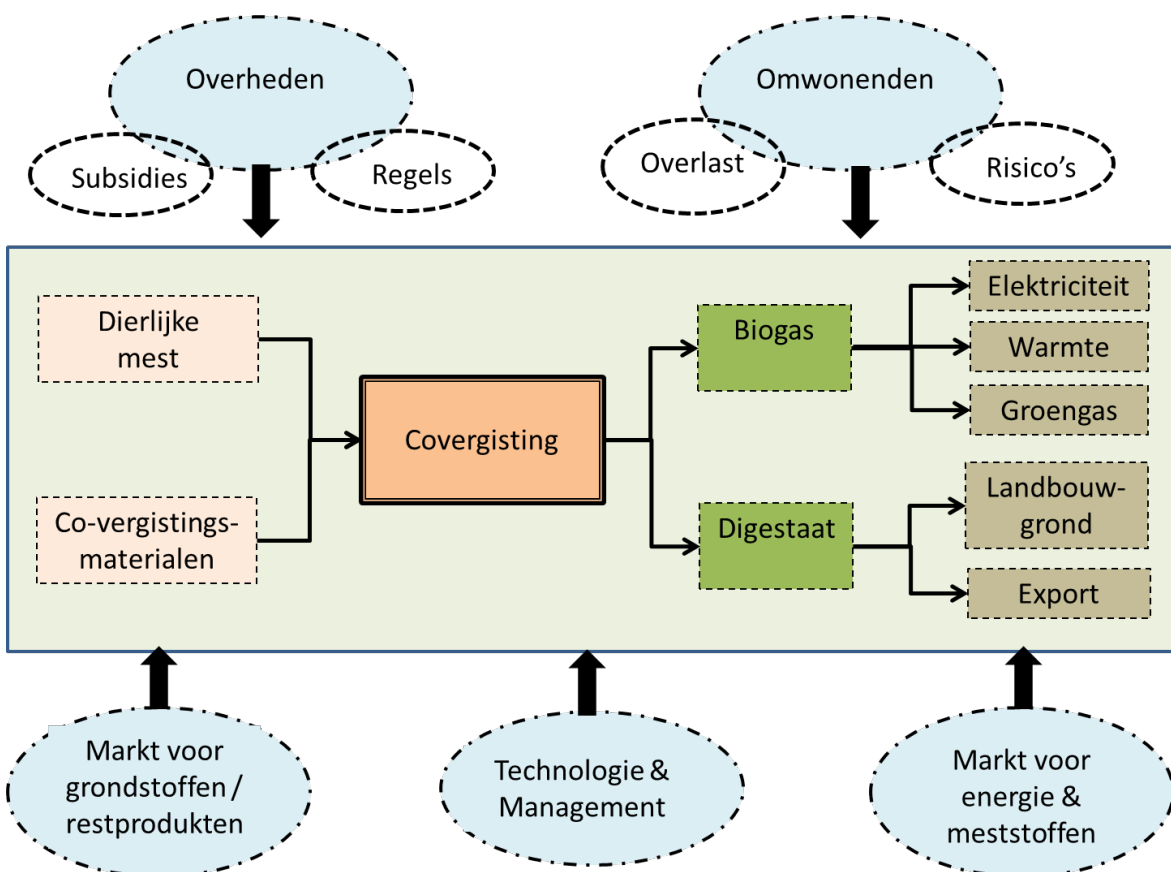 Overheden
Omwonenden
Subsidies
Regels
Overlast
Risico's
Dierlijke
mest
Co-vergistings-
materialen
Covergisting
Biogas
Digestaat
Elektriciteit
Warmte
Groengas
Landbouw-
grond
Export
Markt voor
grondstoffen /
restprodukten
Technologie &
Management
Markt voor
energie &
meststoffen